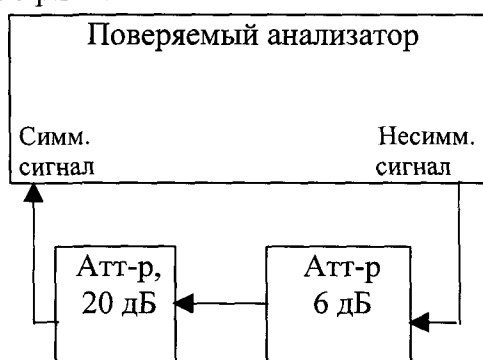 Поверяемый анализатор
Симм.
сигнал
Несимм.
сигнал
Атт-р,
20 дБ
Атт-р
6 дБ